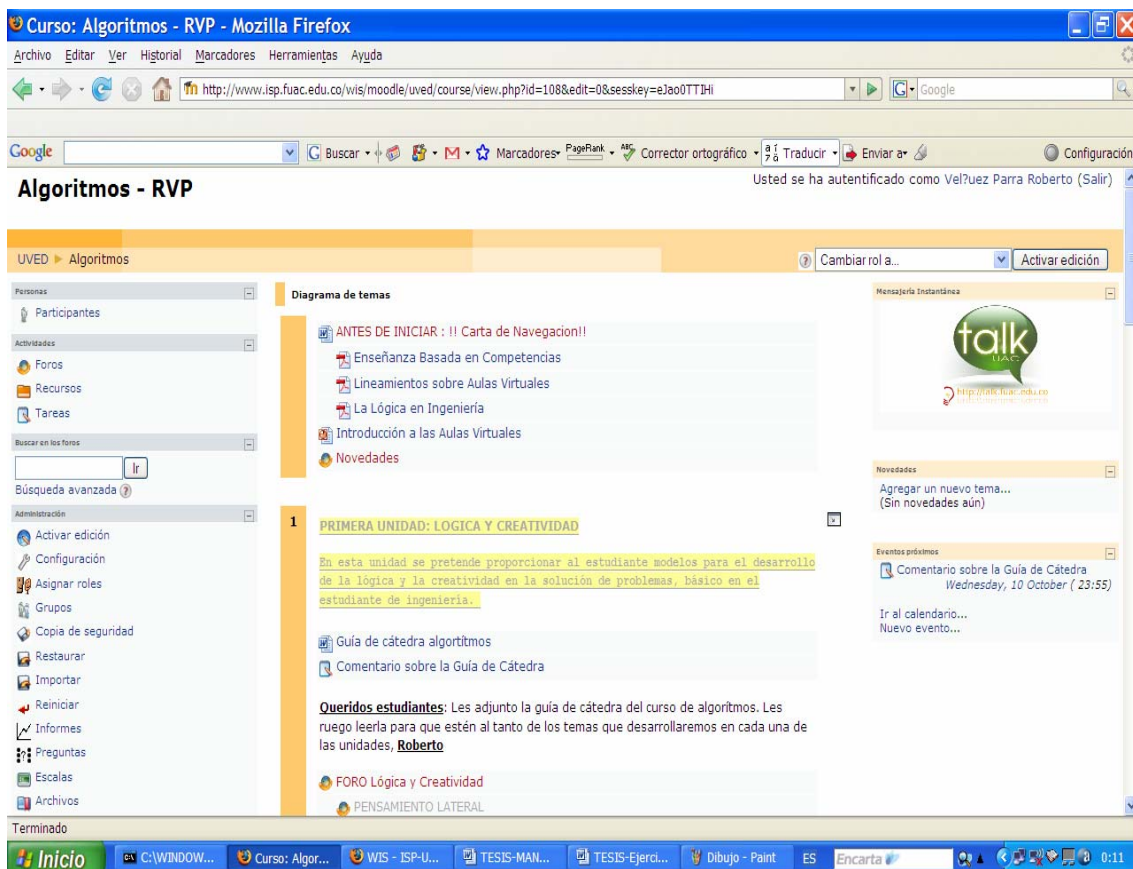 Curso: Algoritmos - RVP - Mozilla Firefox
Archivo Editar Ver Historial Marcadores Herramientas Ayuda
http://www.isp.fuac.edu.co/wis/moodle/uved/course/view.php?id=108&edit=0&sesskey=eJao0TTIHi
Google
Google
Buscar
Marcadores
PageRank
Corrector ortográfico
Traducir
Enviar a
Configuración
Algoritmos - RVP
Usted se ha autentificado como Vel?uez Parra Roberto (Salir)
UVED ► Algoritmos
Cambiar rol a...
Activar edición
Personas
Participantes
Actividades
Foros
Recursos
Tareas
Buscar en los foros
Ir
Búsqueda avanzada
Administración
Activar edición
Configuración
Asignar roles
Grupos
Copia de seguridad
Restaurar
Importar
Reiniciar
Informes
Preguntas
Escalas
Archivos
Diagrama de temas
ANTES DE INICIAR : !! Carta de Navegacion!!
Enseñanza Basada en Competencias
Lineamientos sobre Aulas Virtuales
La Lógica en Ingeniería
Introducción a las Aulas Virtuales
Novedades
1
PRIMERA UNIDAD: LOGICA Y CREATIVIDAD
En esta unidad se pretende proporcionar al estudiante modelos para el desarrollo
de la lògica y la creatividad en la solución de problemas, básico en el
estudiante de ingeniería.
Guía de cátedra algortítmos
Comentario sobre la Guía de Cátedra
Queridos estudiantes: Les adjunto la guía de cátedra del curso de algorítmos. Les
ruego leerla para que estén al tanto de los temas que desarrollaremos en cada una de
las unidades, Roberto
FORO Lógica y Creatividad
PENSAMIENTO LATERAL
Mensajería Instantánea
talk
UAC
http://talk.fuac.edu.co
Novedades
Agregar un nuevo tema...
(Sin novedades aún)
Eventos próximos
Comentario sobre la Guía de Cátedra
Wednesday, 10 October ( 23:55)
Ir al calendario...
Nuevo evento...
Terminado
Inicio
C:\WINDOW...
Curso: Algor...
WIS - ISP-U...
TESIS-MAN...
TESIS-Ejerci...
Dibujo - Paint
ES
Encarta
0:11